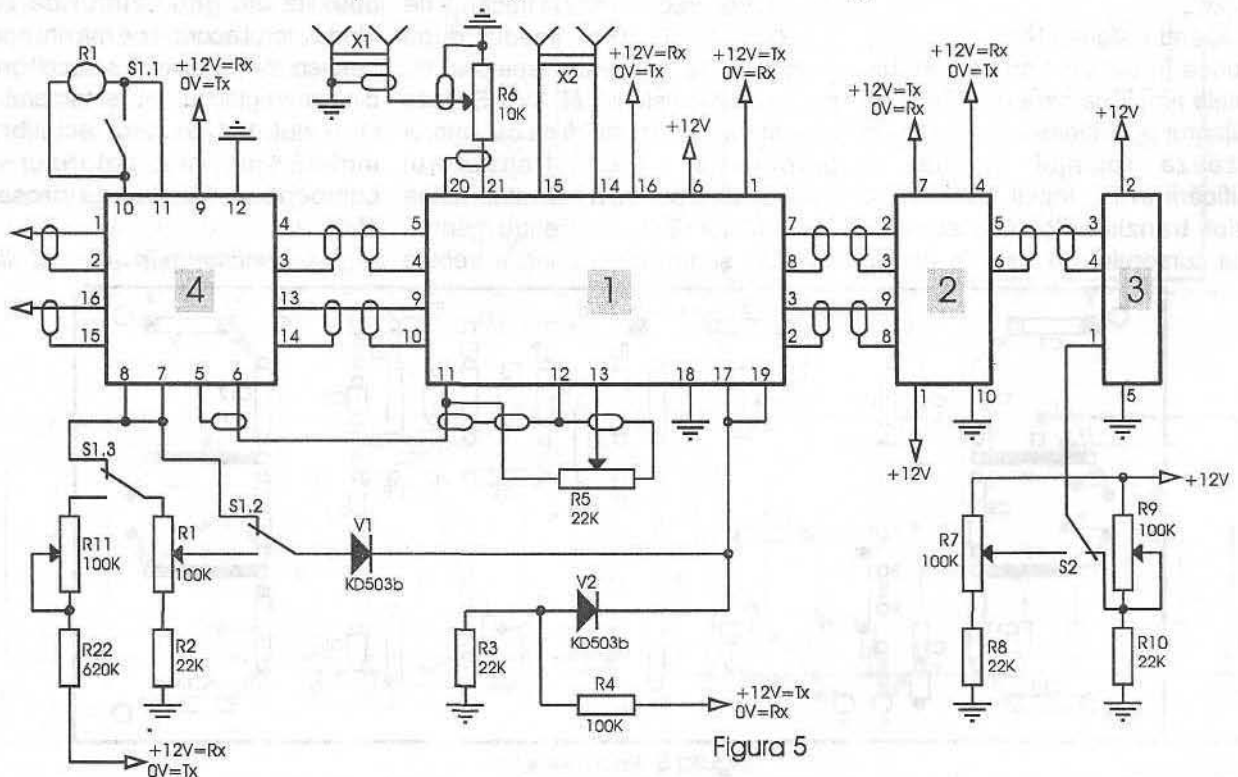 R1
S1.1
+12V=Rx
0V=Tx
X1
R6
10K
X2
+12V=Rx
0V=Tx
+12V=Tx
0V=Rx
+12V
+12V=Rx
0V=Tx
+12V=Tx
0V=Rx
+12V
10 11 9 12
20 21 15 14 16 6 1
7 4
2
1 2 16 15
4
4 3 13 14
5 4 9 10
1
7 8 3 2
2 3 9 8
2
5 6
3 4 1
3
8 7 5 6
11 12 13 18 17 19
1 10
5
+12V
+12V
S1.3
S1.2
R11
100K
R1
100K
V1
KD503b
R5
22K
R7
100K
S2
R9
100K
R22
620K
R2
22K
R3
22K
V2
KD503b
R4
100K
+12V=Tx
0V=Rx
R8
22K
R10
22K
+12V=Rx
0V=Tx
Figura 5